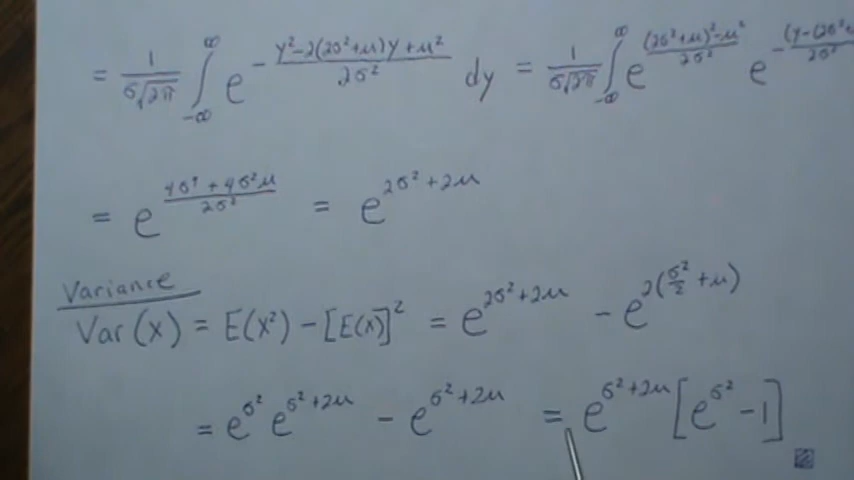 = 1/(σ√2π) ∫_{-∞}^{∞} e^{-(y²-2(2σ²+μ)y+μ²)/(2σ²)} dy = 1/(σ√2π) ∫_{-∞}^{∞} e^{((2σ²+μ)²-μ²)/(2σ²)} e^{-(y-(2σ²+
= e^{(4σ⁴+4σ²μ)/(2σ²)} = e^{2σ²+2μ}
Variance
Var(X) = E(X²) - [E(X)]² = e^{2σ²+2μ} - e^{2(σ²/2+μ)}
= e^{σ²} e^{σ²+2μ} - e^{σ²+2μ} = e^{σ²+2μ}[e^{σ²}-1]